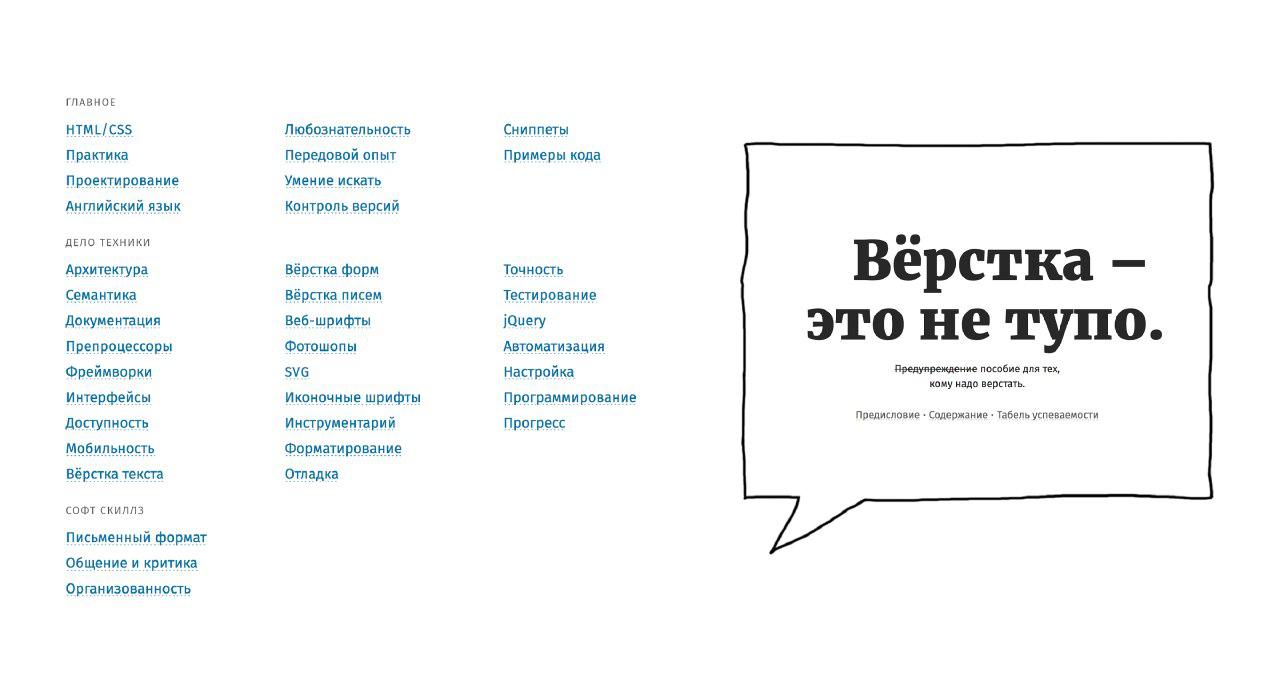 ГЛАВНОЕ
HTML/CSS
Практика
Проектирование
Английский язык
Любознательность
Передовой опыт
Умение искать
Контроль версий
Сниппеты
Примеры кода
ДЕЛО ТЕХНИКИ
Архитектура
Семантика
Документация
Препроцессоры
Фреймворки
Интерфейсы
Доступность
Мобильность
Вёрстка текста
Вёрстка форм
Вёрстка писем
Веб-шрифты
Фотошопы
SVG
Иконочные шрифты
Инструментарий
Форматирование
Отладка
Точность
Тестирование
jQuery
Автоматизация
Настройка
Программирование
Прогресс
СОФТ СКИЛЛЗ
Письменный формат
Общение и критика
Организованность
Вёрстка –
это не тупо.
Предупреждение пособие для тех,
кому надо верстать.
Предисловие · Содержание · Табель успеваемости